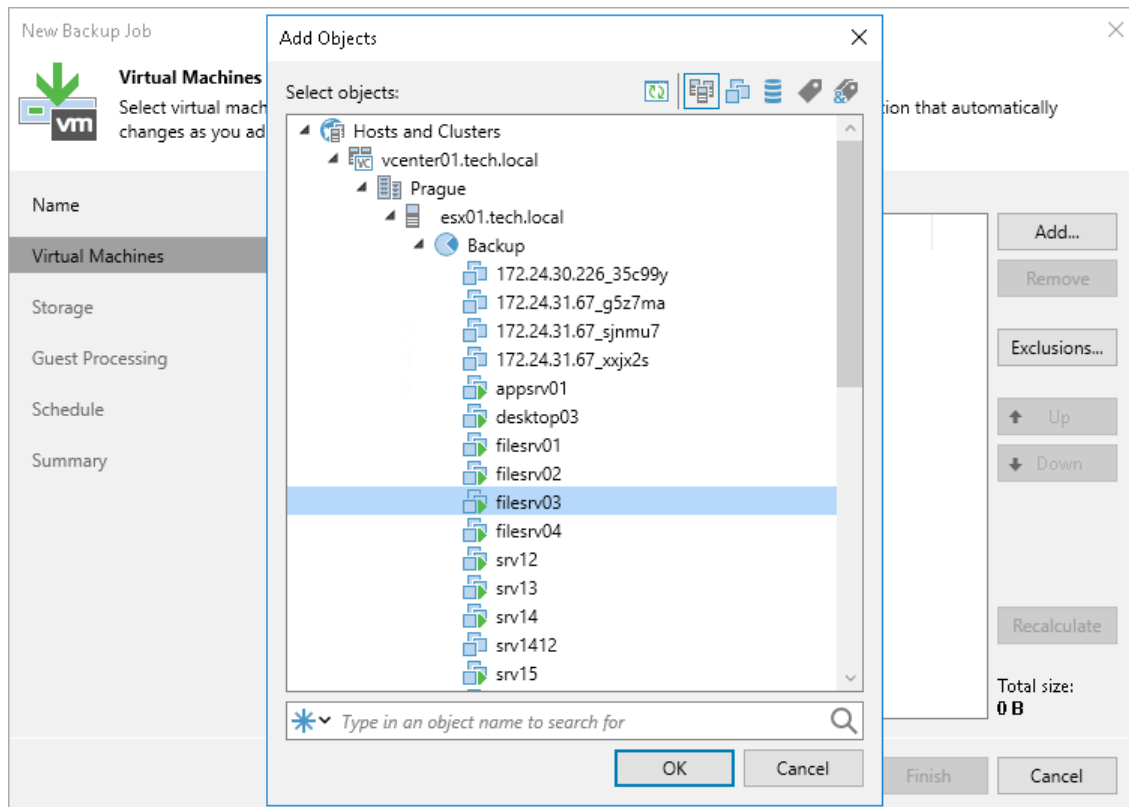 New Backup Job
Virtual Machines
Select virtual mach
changes as you ad
tion that automatically
vm
Name
Virtual Machines
Storage
Guest Processing
Schedule
Summary
Add Objects
Select objects:
Hosts and Clusters
VC
vcenter01.tech.local
Prague
esx01.tech.local
Backup
172.24.30.226_35c99y
172.24.31.67_g5z7ma
172.24.31.67_sjnmu7
172.24.31.67_xxjx2s
appsrv01
desktop03
filesrv01
filesrv02
filesrv03
filesrv04
srv12
srv13
srv14
srv1412
srv15
Type in an object name to search for
OK
Cancel
Add...
Remove
Exclusions...
Up
Down
Recalculate
Total size:
0 B
Finish
Cancel